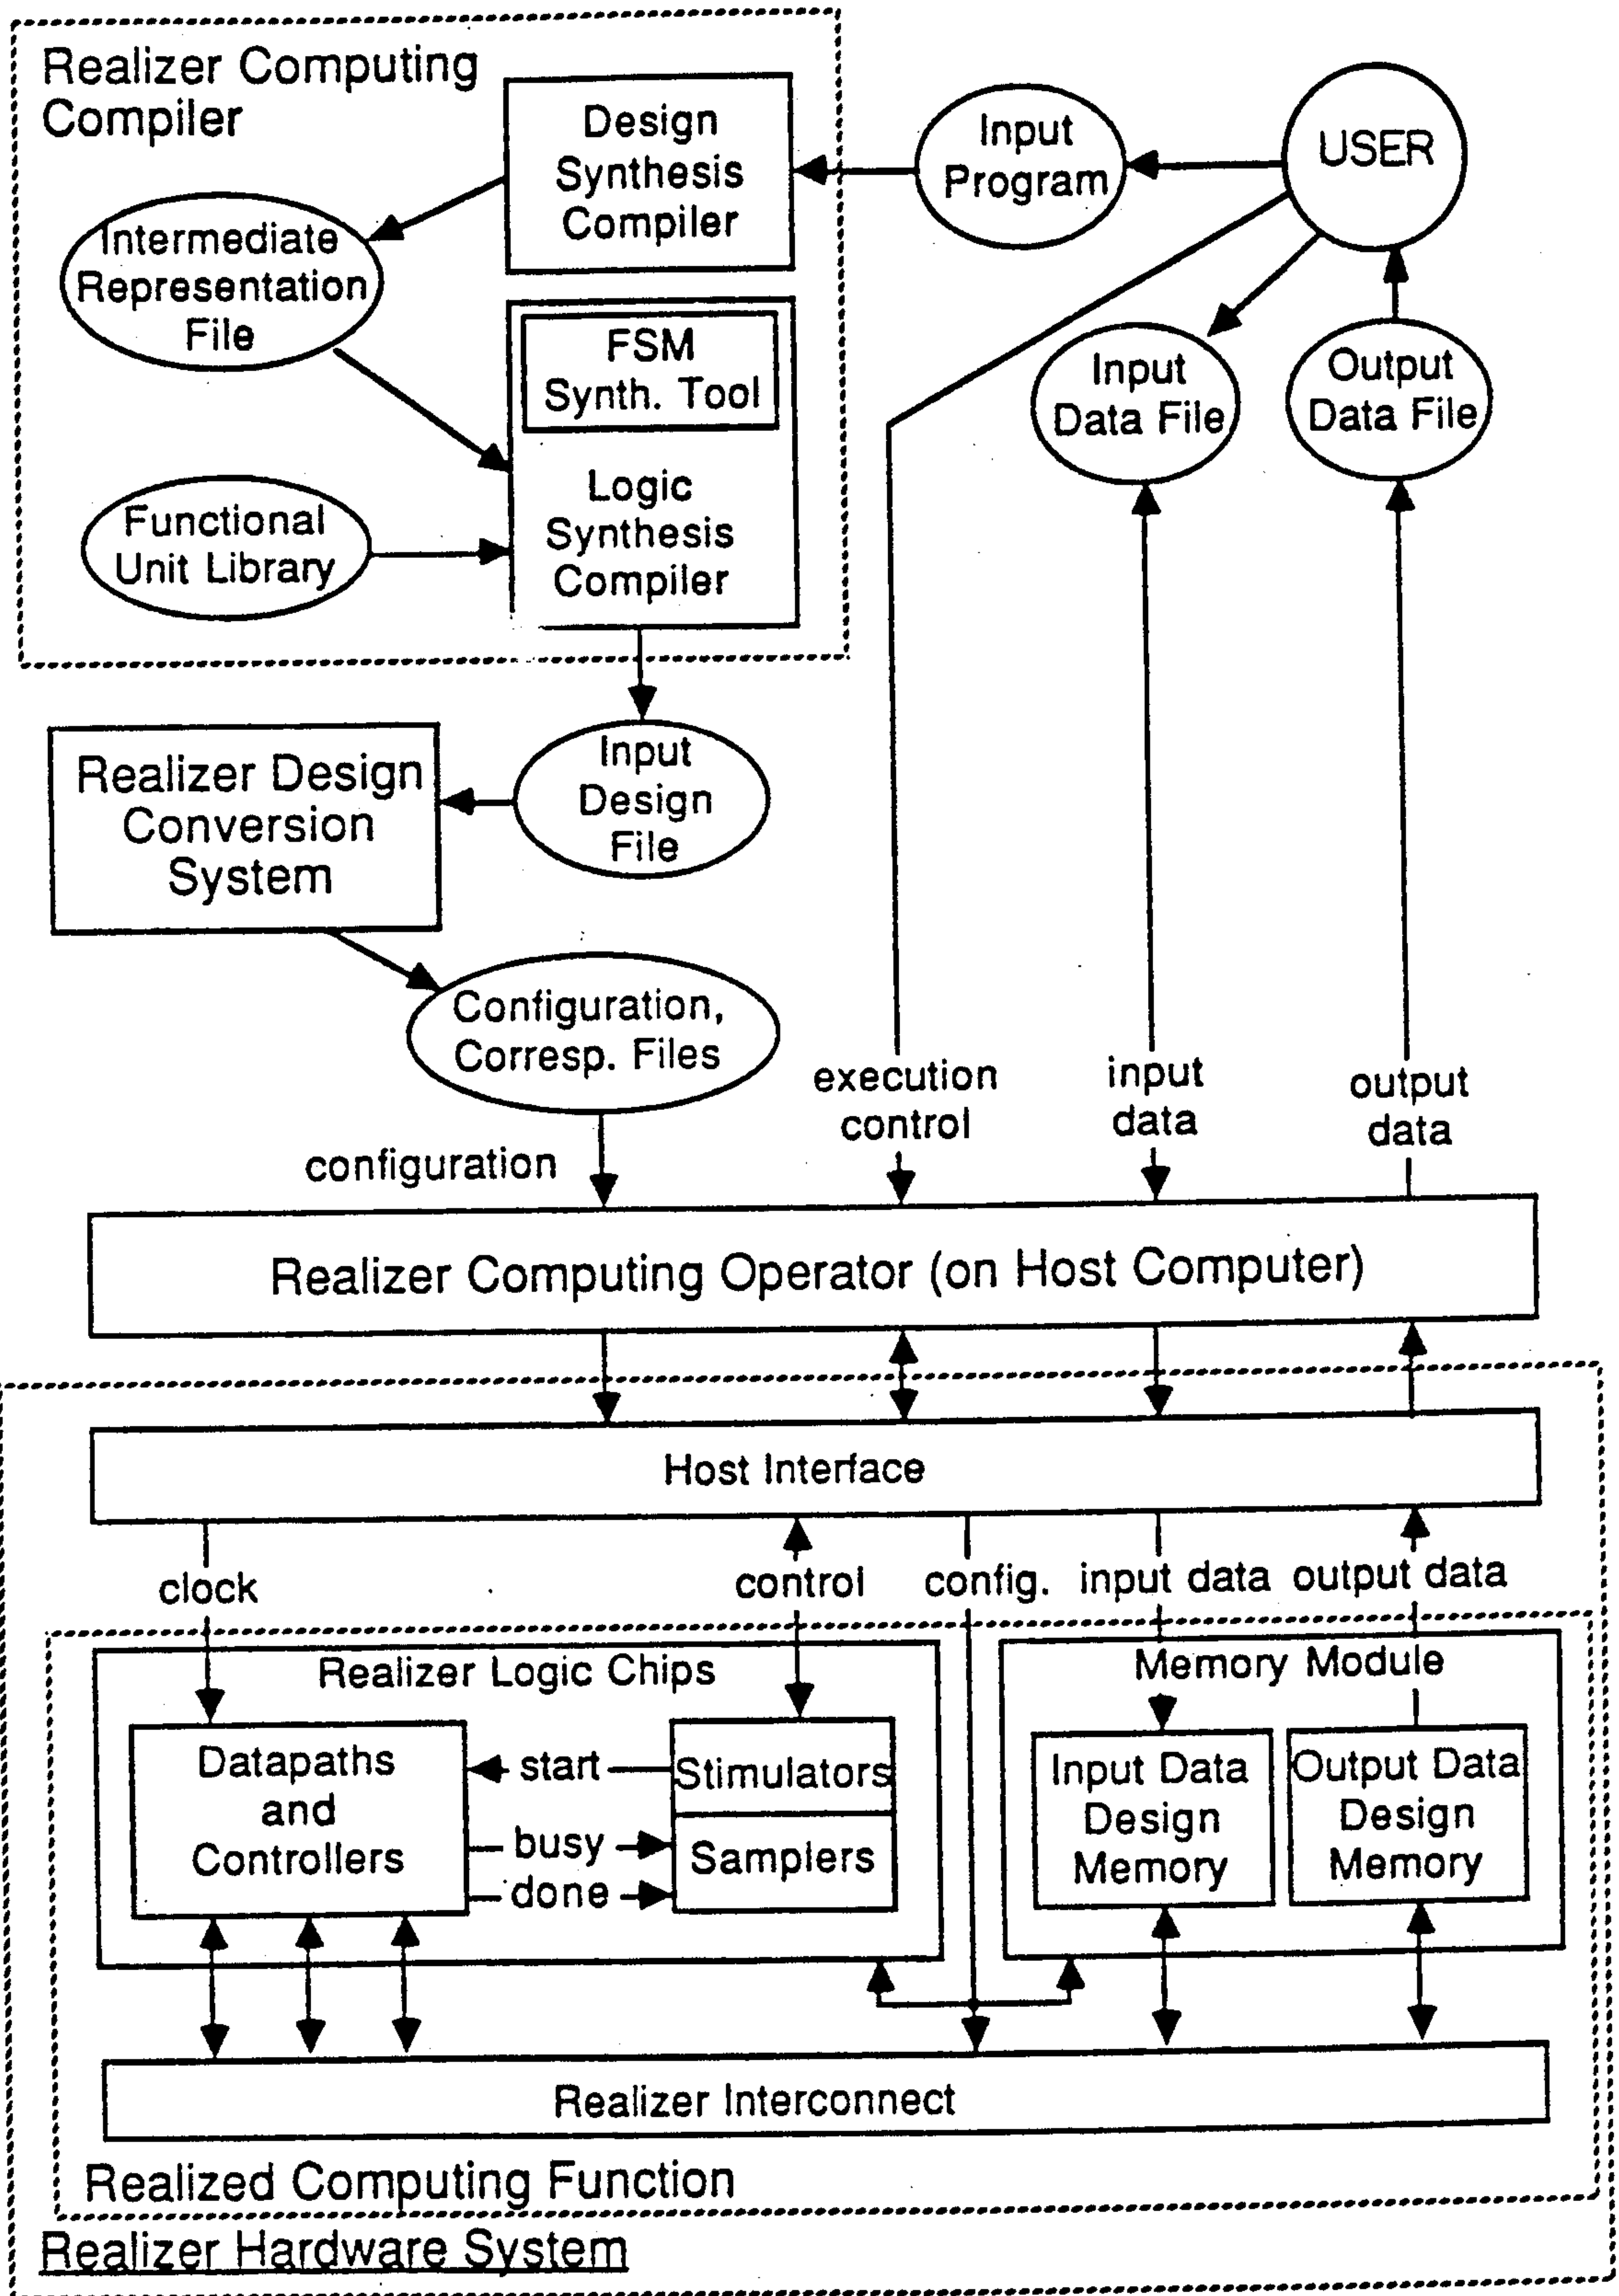 Realizer Computing
Compiler
Design
Synthesis
Compiler
Input
Program
USER
Intermediate
Representation
File
FSM
Synth. Tool
Logic
Synthesis
Compiler
Functional
Unit Library
Input
Data File
Output
Data File
Input
Design
File
Realizer Design
Conversion
System
Configuration,
Corresp. Files
configuration
execution
control
input
data
output
data
Realizer Computing Operator (on Host Computer)
Host Interface
clock
control
config.
input data
output data
Realizer Logic Chips
Datapaths
and
Controllers
start
busy
done
Stimulators
Samplers
Memory Module
Input Data
Design
Memory
Output Data
Design
Memory
Realizer Interconnect
Realized Computing Function
Realizer Hardware System